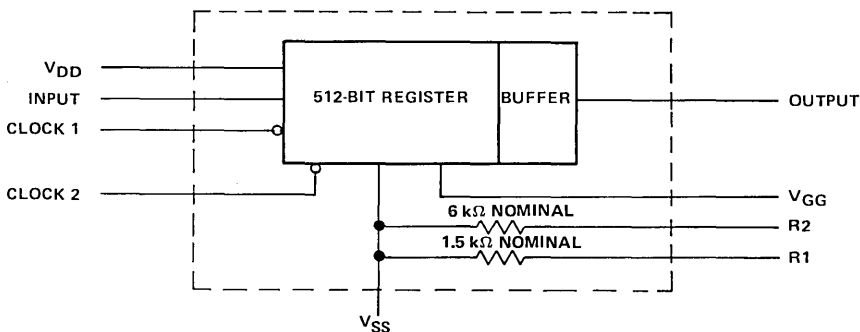 V_DD
INPUT
CLOCK 1
CLOCK 2
512-BIT REGISTER
BUFFER
OUTPUT
V_GG
6 kΩ NOMINAL
R2
1.5 kΩ NOMINAL
R1
V_SS